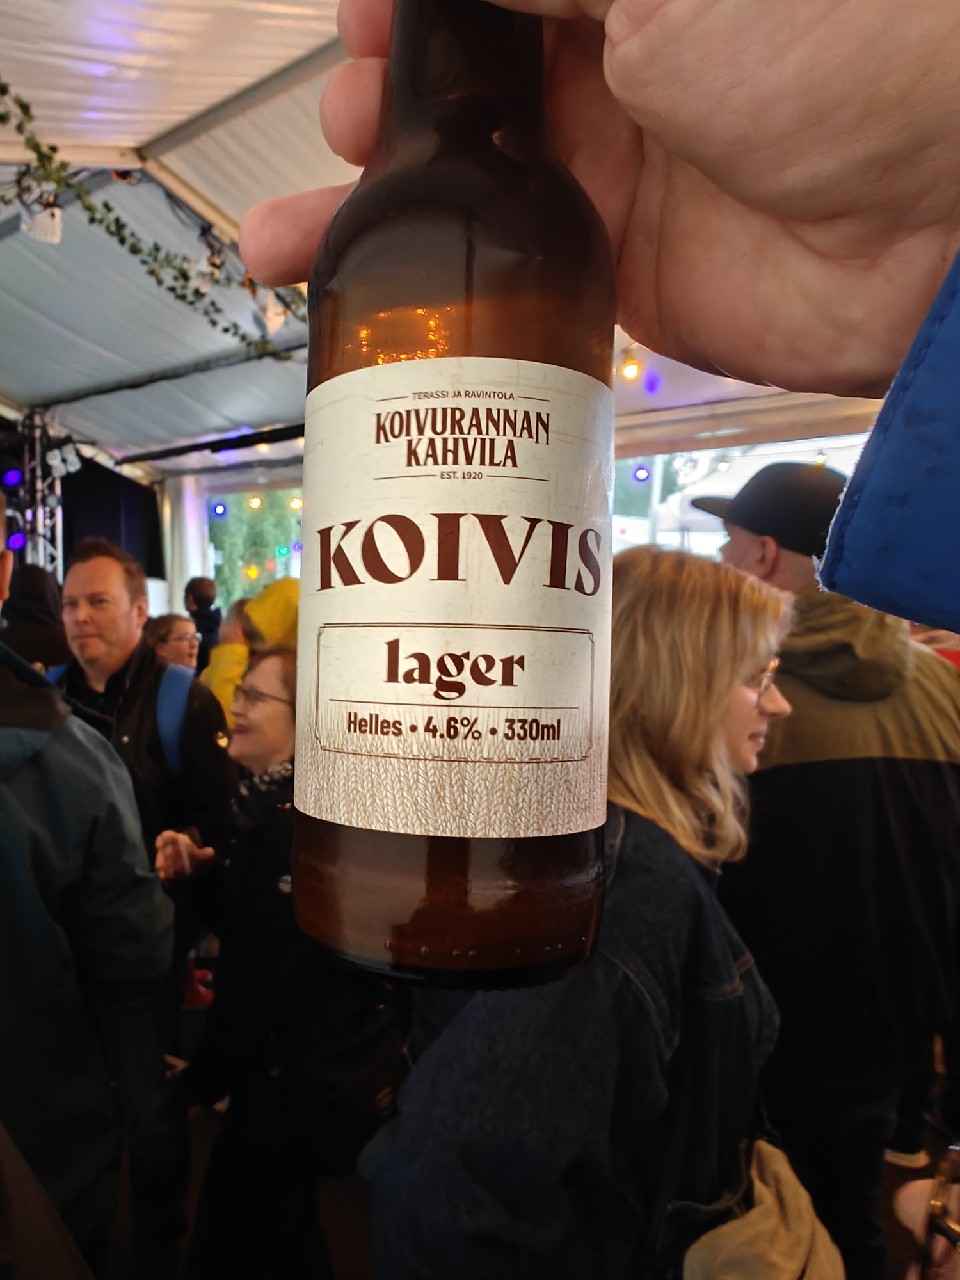 TERASSI JA RAVINTOLA
KOIVURANNAN
KAHVILA
EST. 1920
KOIVIS
lager
Helles • 4.6% • 330ml